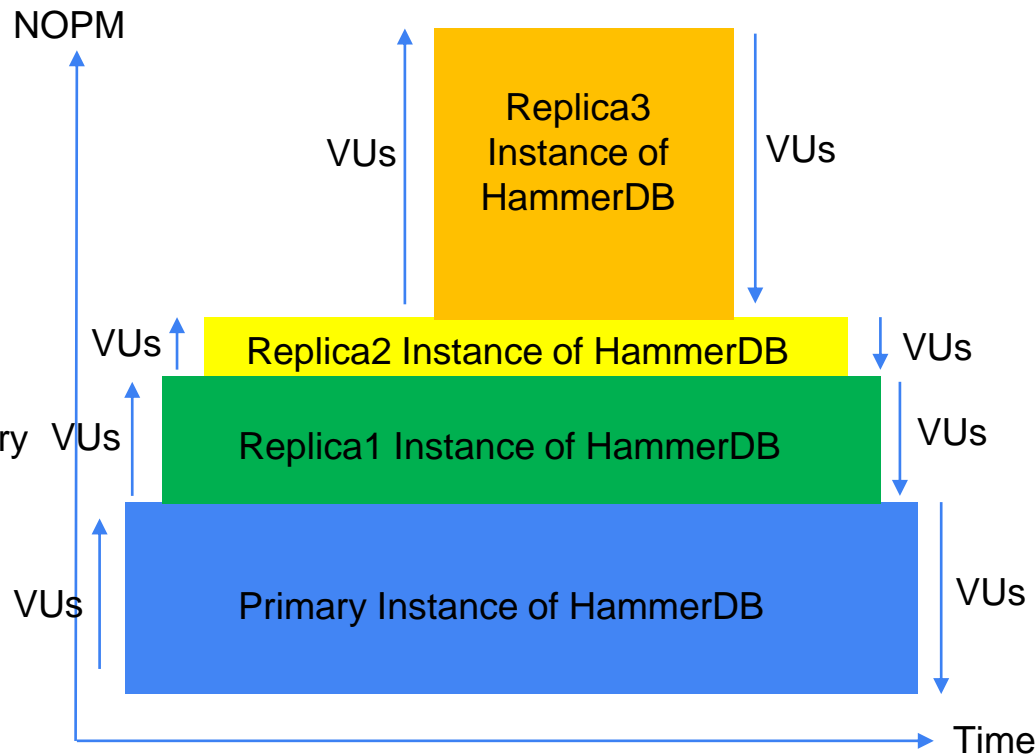 NOPM
Replica3
Instance of
HammerDB
VUs
VUs
VUs
Replica2 Instance of HammerDB
VUs
ry
VUs
Replica1 Instance of HammerDB
VUs
VUs
Primary Instance of HammerDB
VUs
Time